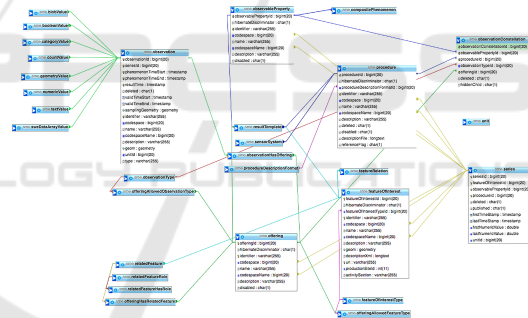 blobValue
booleanValue
categoryValue
countValue
geometryValue
numericValue
textValue
sweDataArrayValue
observation
observationId : bigint(20)
seriesId : bigint(20)
phenomenonTimeStart : timestamp
phenomenonTimeEnd : timestamp
resultTime : timestamp
deleted : char(1)
validTimeStart : timestamp
validTimeEnd : timestamp
samplingGeometry : geometry
identifier : varchar(255)
codespace : bigint(20)
name : varchar(255)
codespaceName : bigint(20)
description : varchar(255)
geom : geometry
unitId : bigint(20)
type : varchar(255)
observableProperty
observablePropertyId : bigint(20)
hibernateDiscriminator : char(1)
identifier : varchar(255)
codespace : bigint(20)
name : varchar(255)
codespaceName : bigint(20)
description : varchar(255)
disabled : char(1)
compositePhenomenon
observationConstellation
observationConstellationId : bigint(20)
observablePropertyId : bigint(20)
procedureId : bigint(20)
observationTypeId : bigint(20)
offeringId : bigint(20)
deleted : char(1)
hiddenChild : char(1)
procedure
procedureId : bigint(20)
hibernateDiscriminator : char(1)
procedureDescriptionFormatId : bigint(20)
identifier : varchar(255)
codespace : bigint(20)
name : varchar(255)
codespaceName : bigint(20)
description : varchar(255)
deleted : char(1)
disabled : char(1)
descriptionFile : longtext
referenceFlag : char(1)
resultTemplate
sensorSystem
unit
observationHasOffering
procedureDescriptionFormat
observationType
offeringAllowedObservationType
featureRelation
featureOfInterest
featureOfInterestId : bigint(20)
hibernateDiscriminator : char(1)
featureOfInterestTypeId : bigint(20)
identifier : varchar(255)
codespace : bigint(20)
name : varchar(255)
codespaceName : bigint(20)
description : varchar(255)
geom : geometry
descriptionXml : longtext
url : varchar(255)
series
seriesId : bigint(20)
featureOfInterestId : bigint(20)
observablePropertyId : bigint(20)
procedureId : bigint(20)
deleted : char(1)
published : char(1)
firstTimeStamp : timestamp
lastTimeStamp : timestamp
firstNumericValue : double
lastNumericValue : double
unitId : bigint(20)
offering
offeringId : bigint(20)
hibernateDiscriminator : char(1)
identifier : varchar(255)
codespace : bigint(20)
name : varchar(255)
codespaceName : bigint(20)
description : varchar(255)
disabled : char(1)
relatedFeature
relatedFeatureRole
relatedFeatureHasRole
offeringHasRelatedFeature
featureOfInterestType
offeringAllowedFeatureType